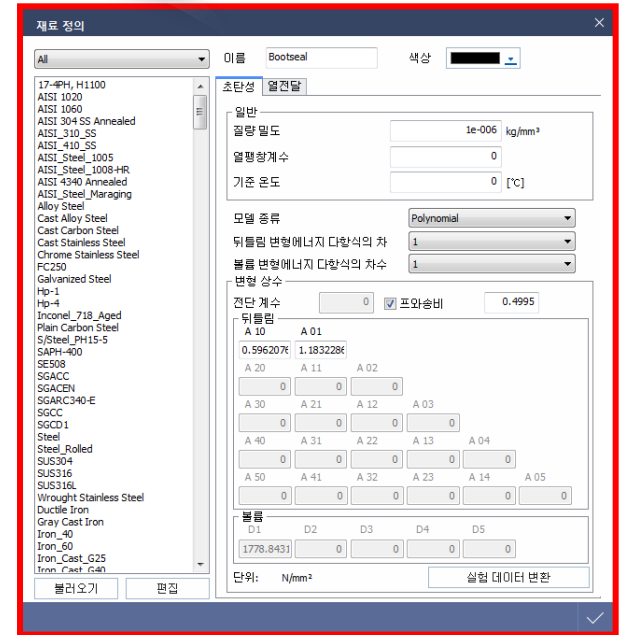 재료 정의
All
이름 Bootseal 색상
17-4PH, H1100
AISI 1020
AISI 1060
AISI 304 SS Annealed
AISI_310_SS
AISI_410_SS
AISI_Steel_1005
AISI_Steel_1008-HR
AISI 4340 Annealed
AISI_Steel_Maraging
Alloy Steel
Cast Alloy Steel
Cast Carbon Steel
Cast Stainless Steel
Chrome Stainless Steel
FC250
Galvanized Steel
Hp-1
Hp-4
Inconel_718_Aged
Plain Carbon Steel
S/Steel_PH15-5
SAPH-400
SE508
SGACC
SGACEN
SGARC340-E
SGCC
SGCD1
Steel
Steel_Rolled
SUS304
SUS316
SUS316L
Wrought Stainless Steel
Ductile Iron
Gray Cast Iron
Iron_40
Iron_60
Iron_Cast_G25
Iron_Cast_G40
불러오기 편집
초탄성 열전달
일반
질량 밀도 1e-006 kg/mm³
열팽창계수 0
기준 온도 0 [℃]
모델 종류 Polynomial
뒤틀림 변형에너지 다항식의 차 1
볼륨 변형에너지 다항식의 차수 1
변형 상수
전단 계수 0 프와송비 0.4995
뒤틀림
A 10 A 01
0.5962076 1.1832286
A 20 A 11 A 02
0 0 0
A 30 A 21 A 12 A 03
0 0 0 0
A 40 A 31 A 22 A 13 A 04
0 0 0 0 0
A 50 A 41 A 32 A 23 A 14 A 05
0 0 0 0 0 0
볼륨
D1 D2 D3 D4 D5
1778.8431 0 0 0 0
단위: N/mm² 실험 데이터 변환